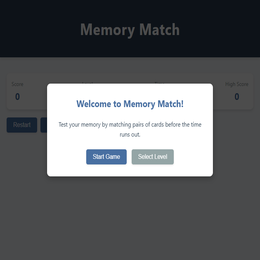 Memory Match
Score
High Score
0
0
Restart
Welcome to Memory Match!
Test your memory by matching pairs of cards before the time
runs out.
Start Game
Select Level